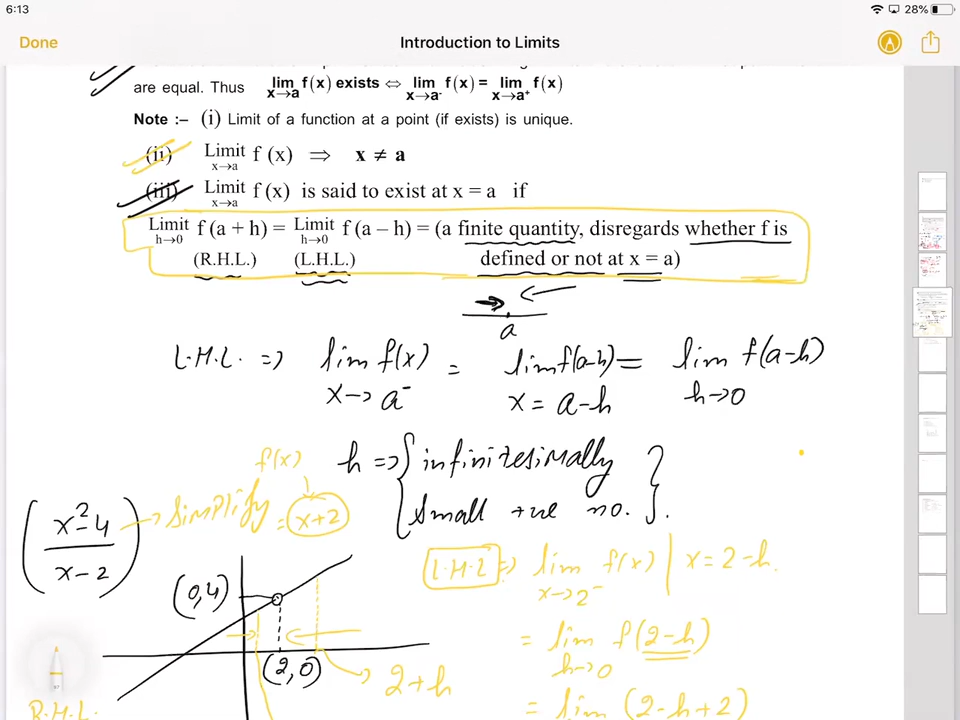 6:13
28%
Done
Introduction to Limits
are equal. Thus lim x→a f(x) exists ⇔ lim x→a⁻ f(x) = lim x→a⁺ f(x)
Note :– (i) Limit of a function at a point (if exists) is unique.
(ii) Limit x→a f (x) ⇒ x ≠ a
(iii) Limit x→a f (x) is said to exist at x = a if
Limit h→0 f (a + h) = Limit h→0 f (a – h) = (a finite quantity, disregards whether f is
(R.H.L.) (L.H.L.) defined or not at x = a)
a
L.H.L. => lim x→a⁻ f(x) = lim f(a-h) = lim h→0 f(a-h)
x = a-h
f(x)
h => { infinitesimally
small +ve no. }.
(x²-4 / x-2) → simplify = x+2
L.H.L => lim x→2⁻ f(x) | x = 2-h.
(0,4)
= lim h→0 f(2-h)
(2,0)
2+h
= lim (2-h+2)
R.H.L.